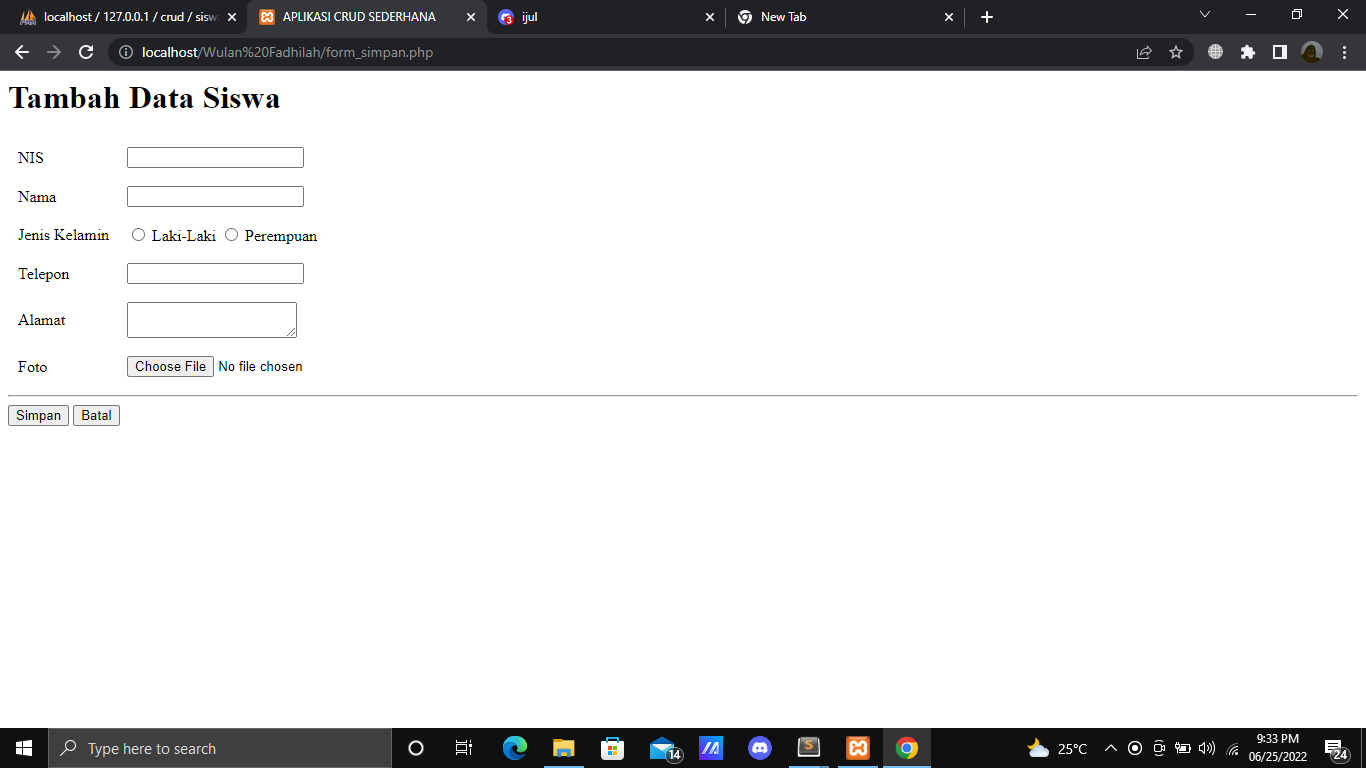 localhost / 127.0.0.1 / crud / sisw
APLIKASI CRUD SEDERHANA
3
ijul
New Tab
localhost/Wulan%20Fadhilah/form_simpan.php
Tambah Data Siswa
NIS
Nama
Jenis Kelamin Laki-Laki Perempuan
Telepon
Alamat
Foto Choose File No file chosen
Simpan Batal
Type here to search
14
S
25°C
9:33 PM
06/25/2022
24